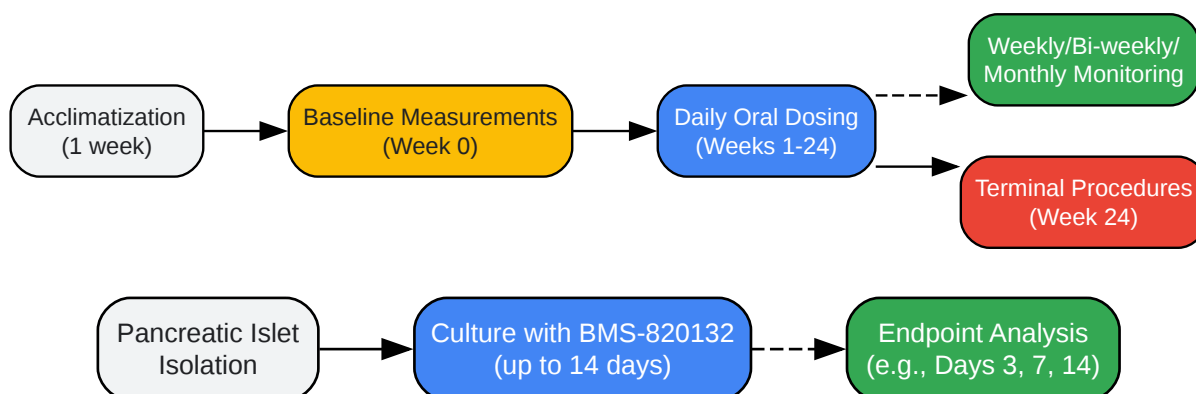 Acclimatization
(1 week)
Baseline Measurements
(Week 0)
Daily Oral Dosing
(Weeks 1-24)
Weekly/Bi-weekly/
Monthly Monitoring
Terminal Procedures
(Week 24)
Pancreatic Islet
Isolation
Culture with BMS-820132
(up to 14 days)
Endpoint Analysis
(e.g., Days 3, 7, 14)